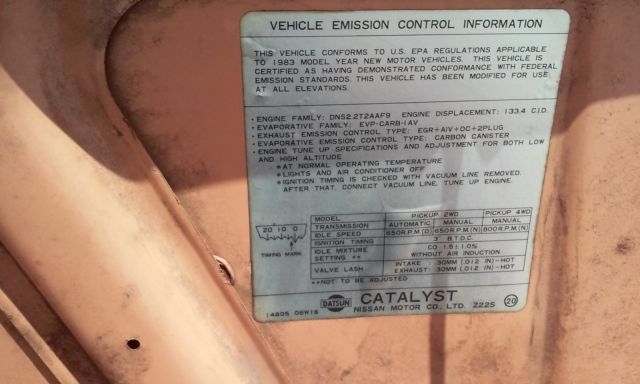 VEHICLE EMISSION CONTROL INFORMATION
THIS VEHICLE CONFORMS TO U.S. EPA REGULATIONS APPLICABLE
TO 1983 MODEL YEAR NEW MOTOR VEHICLES. THIS VEHICLE IS
CERTIFIED AS HAVING DEMONSTRATED CONFORMANCE WITH FEDERAL
EMISSION STANDARDS. THIS VEHICLE HAS BEEN MODIFIED FOR USE
AT ALL ELEVATIONS.
• ENGINE FAMILY: DNS2.2T2AAF9 ENGINE DISPLACEMENT: 133.4 C.I.D.
• EVAPORATIVE FAMILY: EVP-CARB-1AV
• EXHAUST EMISSION CONTROL TYPE: EGR+AIV+OC+2PLUG
• EVAPORATIVE EMISSION CONTROL TYPE: CARBON CANISTER
• ENGINE TUNE UP SPECIFICATIONS AND ADJUSTMENT FOR BOTH LOW
AND HIGH ALTITUDE
*AT NORMAL OPERATING TEMPERATURE
*LIGHTS AND AIR CONDITIONER OFF
*IGNITION TIMING IS CHECKED WITH VACUUM LINE REMOVED.
AFTER THAT, CONNECT VACUUM LINE, TUNE UP ENGINE.
20 10 0
TIMING MARK
MODEL PICKUP 2WD PICKUP 4WD
TRANSMISSION AUTOMATIC MANUAL MANUAL
IDLE SPEED 650R.P.M.(D) 650R.P.M.(N) 800R.P.M.(N)
IGNITION TIMING 3° B.T.D.C.
IDLE MIXTURE SETTING ** CO 1.5±1.0% WITHOUT AIR INDUCTION
VALVE LASH INTAKE : .30MM (.012 IN)-HOT
EXHAUST: .30MM (.012 IN)-HOT
**NOT TO BE ADJUSTED
DATSUN CATALYST
14805 06W15 NISSAN MOTOR CO., LTD. Z22S 20